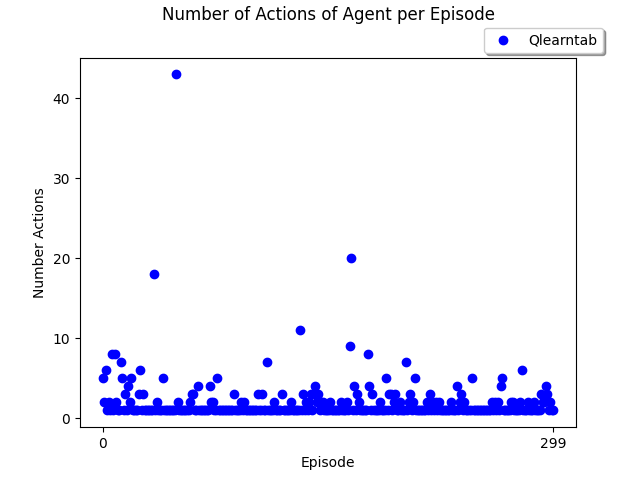 Number of Actions of Agent per Episode
Qlearntab
40
30
20
10
0
Number Actions
0 299
Episode